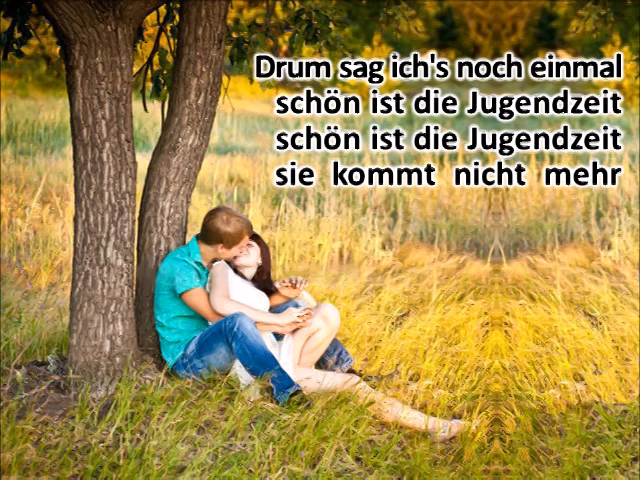 Drum sag ich's noch einmal
schön ist die Jugendzeit
schön ist die Jugendzeit
sie kommt nicht mehr